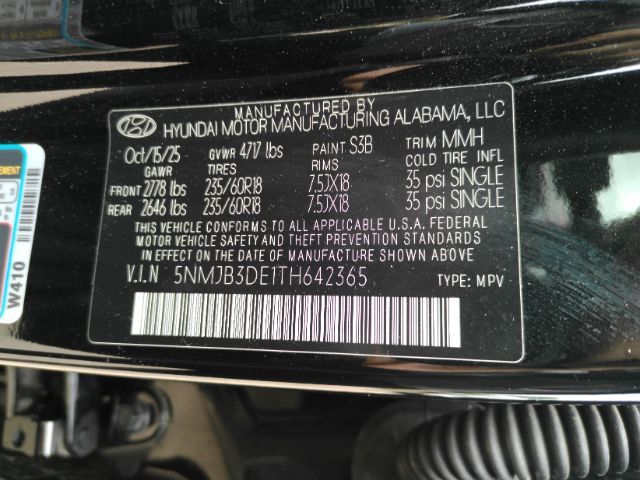 MANUFACTURED BY
HYUNDAI MOTOR MANUFACTURING ALABAMA, LLC
Oct/15/25 GVWR 4717 lbs PAINT S3B TRIM MMH
GAWR TIRES RIMS COLD TIRE INFL
FRONT 2778 lbs 235/60R18 7.5JX18 35 psi SINGLE
REAR 2646 lbs 235/60R18 7.5JX18 35 psi SINGLE
THIS VEHICLE CONFORMS TO ALL APPLICABLE U.S.A. FEDERAL
MOTOR VEHICLE SAFETY AND THEFT PREVENTION STANDARDS
IN EFFECT ON THE DATE OF MANUFACTURE SHOWN ABOVE.
V.I.N 5NMJB3DE1TH642365 TYPE: MPV
W410